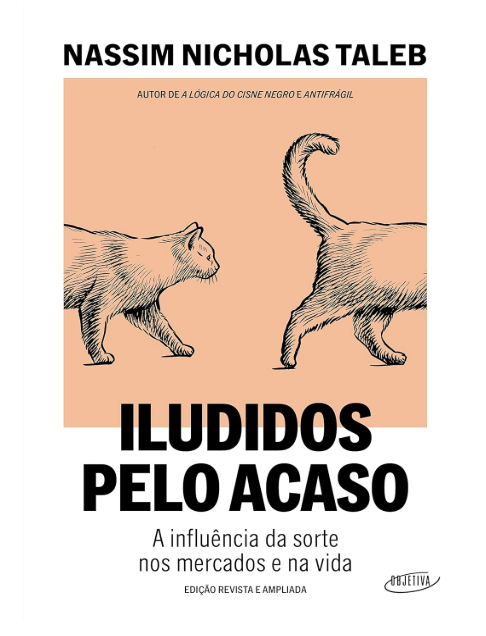 NASSIM NICHOLAS TALEB
AUTOR DE A LÓGICA DO CISNE NEGRO E ANTIFRÁGIL
ILUDIDOS
PELO ACASO
A influência da sorte
nos mercados e na vida
EDIÇÃO REVISTA E AMPLIADA
OBJETIVA